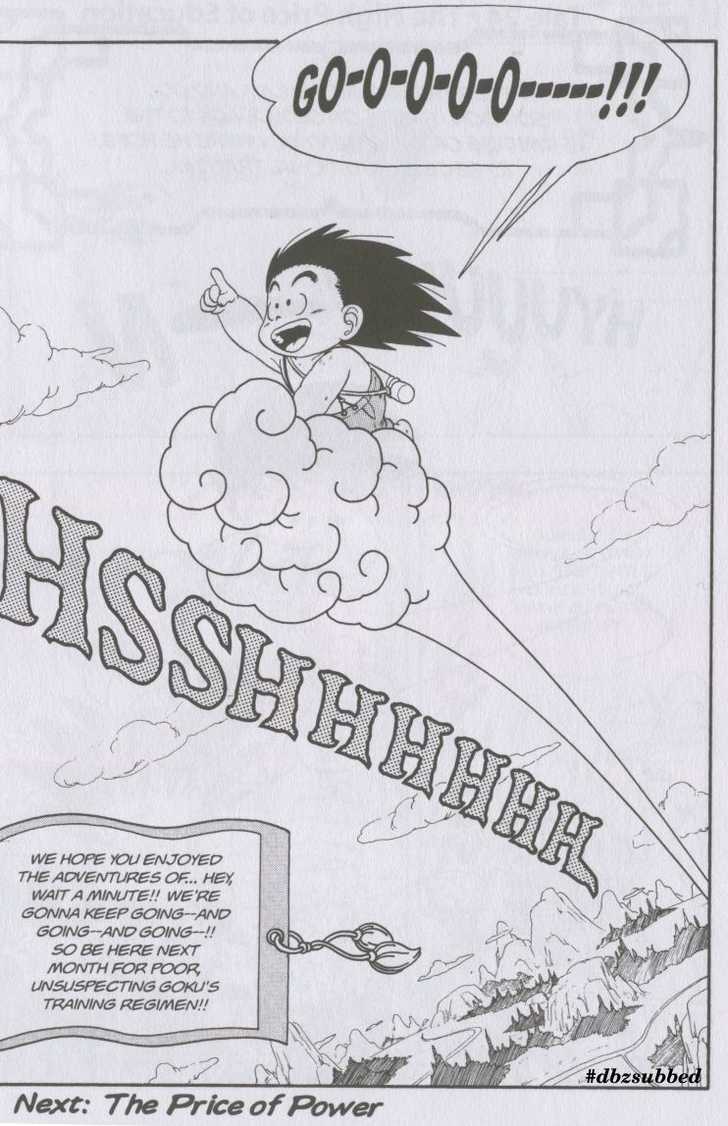 GO-O-O-O-O-----!!!
HSSHHHHHHH
WE HOPE YOU ENJOYED
THE ADVENTURES OF... HEY,
WAIT A MINUTE!! WE'RE
GONNA KEEP GOING--AND
GOING--AND GOING--!!
SO BE HERE NEXT
MONTH FOR POOR,
UNSUSPECTING GOKU'S
TRAINING REGIMEN!!
#dbzsubbed
Next: The Price of Power